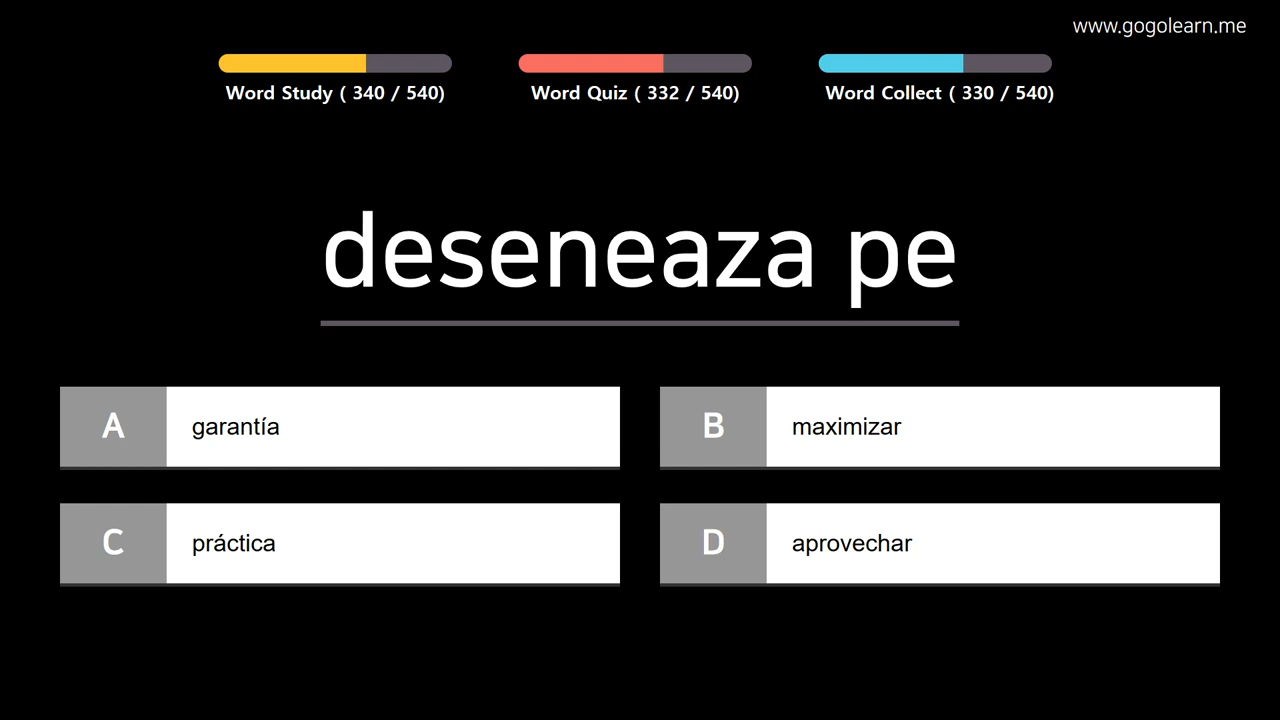 www.gogolearn.me
Word Study ( 340 / 540)
Word Quiz ( 332 / 540)
Word Collect ( 330 / 540)
deseneaza pe
A garantía
B maximizar
C práctica
D aprovechar